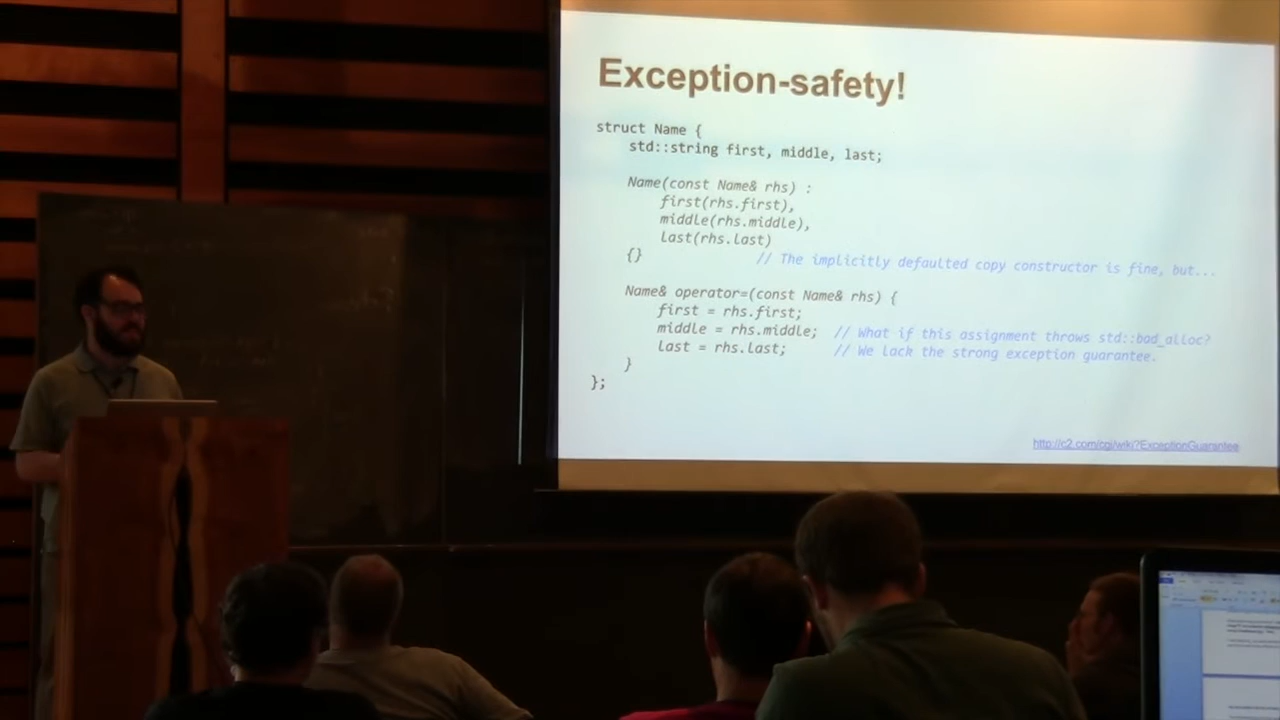 Exception-safety!
struct Name {
std::string first, middle, last;
Name(const Name& rhs) :
first(rhs.first),
middle(rhs.middle),
last(rhs.last)
{} // The implicitly defaulted copy constructor is fine, but...
Name& operator=(const Name& rhs) {
first = rhs.first;
middle = rhs.middle; // What if this assignment throws std::bad_alloc?
last = rhs.last; // We lack the strong exception guarantee.
}
};
http://c2.com/cgi/wiki?ExceptionGuarantee